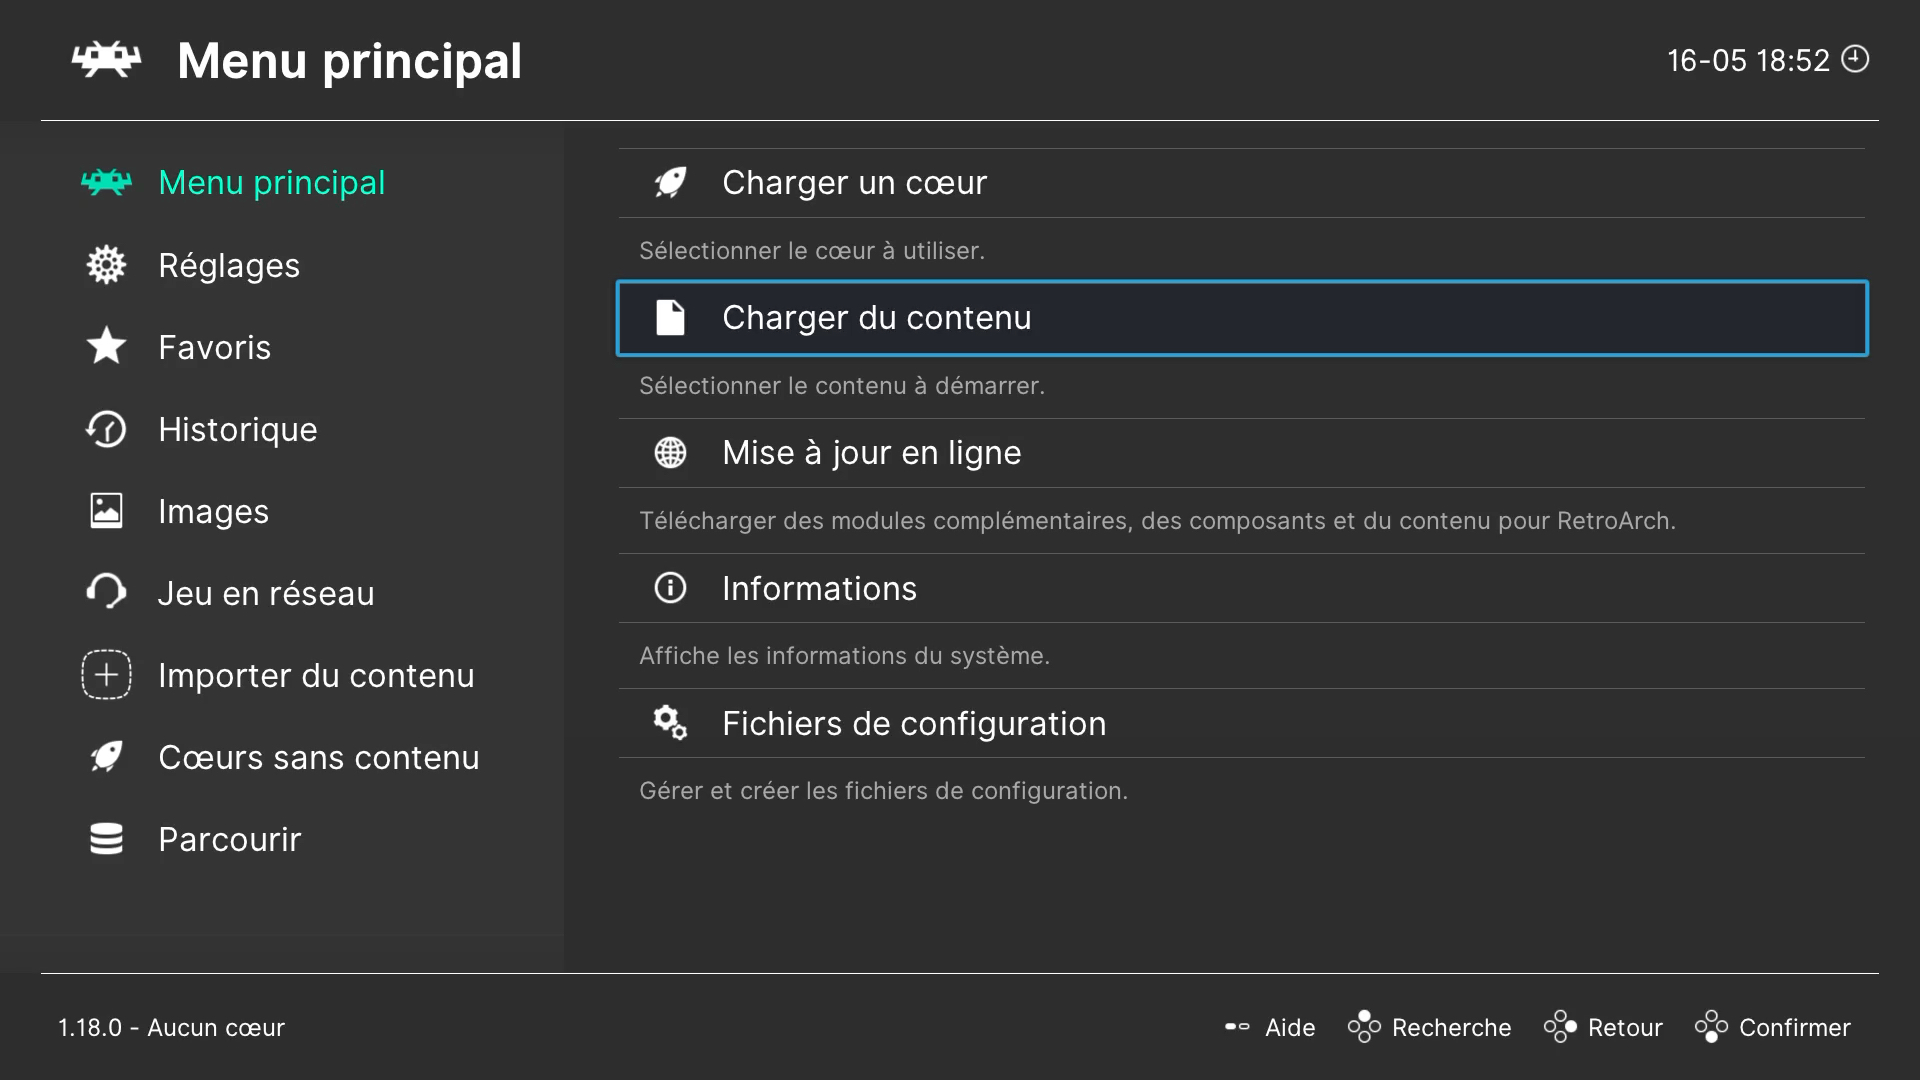 Menu principal
16-05 18:52
Menu principal
Réglages
Favoris
Historique
Images
Jeu en réseau
Importer du contenu
Cœurs sans contenu
Parcourir
Charger un cœur
Sélectionner le cœur à utiliser.
Charger du contenu
Sélectionner le contenu à démarrer.
Mise à jour en ligne
Télécharger des modules complémentaires, des composants et du contenu pour RetroArch.
Informations
Affiche les informations du système.
Fichiers de configuration
Gérer et créer les fichiers de configuration.
1.18.0 - Aucun cœur
Aide
Recherche
Retour
Confirmer